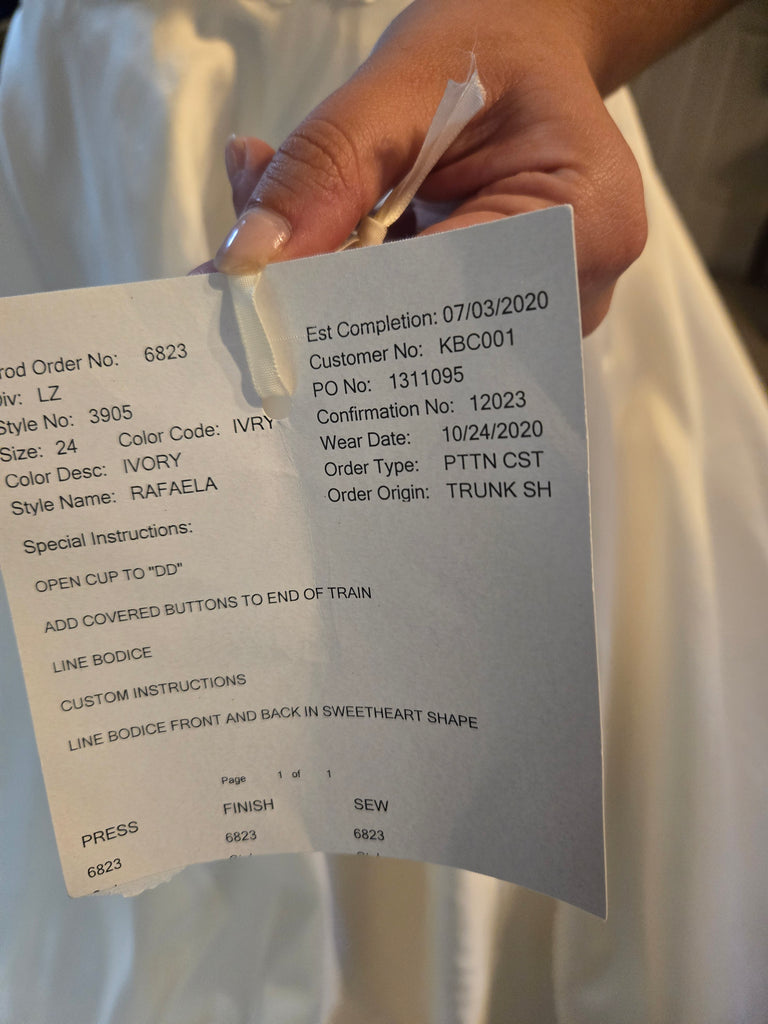 rod Order No: 6823
iv: LZ
Style No: 3905
Size: 24 Color Code: IVRY
Color Desc: IVORY
Style Name: RAFAELA
Est Completion: 07/03/2020
Customer No: KBC001
PO No: 1311095
Confirmation No: 12023
Wear Date: 10/24/2020
Order Type: PTTN CST
Order Origin: TRUNK SH
Special Instructions:
OPEN CUP TO "DD"
ADD COVERED BUTTONS TO END OF TRAIN
LINE BODICE
CUSTOM INSTRUCTIONS
LINE BODICE FRONT AND BACK IN SWEETHEART SHAPE
Page 1 of 1
PRESS FINISH SEW
6823 6823 6823